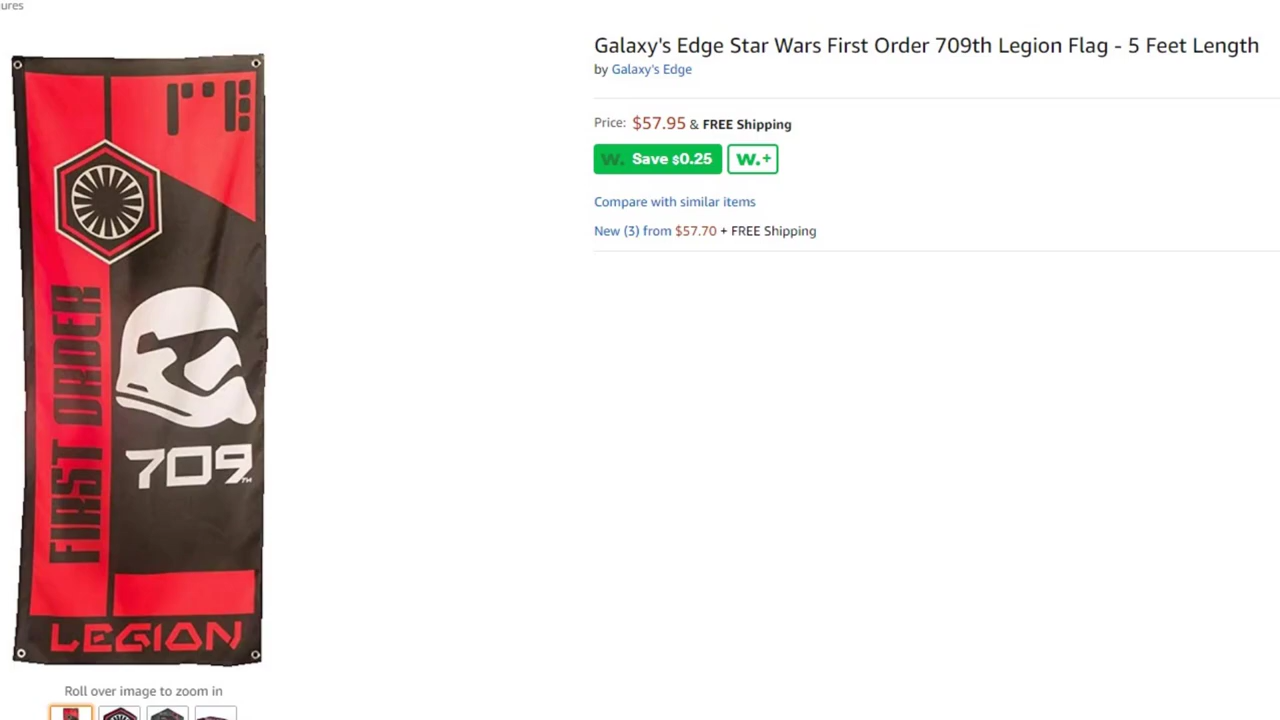 ures
Galaxy's Edge Star Wars First Order 709th Legion Flag - 5 Feet Length
by Galaxy's Edge
Price: $57.95 & FREE Shipping
W. Save $0.25 W.+
Compare with similar items
New (3) from $57.70 + FREE Shipping
FIRST ORDER
709™
LEGION
Roll over image to zoom in